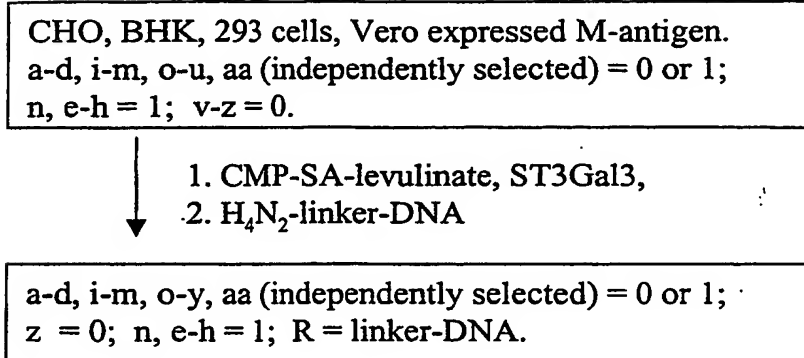 CHO, BHK, 293 cells, Vero expressed M-antigen.
a-d, i-m, o-u, aa (independently selected) = 0 or 1;
n, e-h = 1; v-z = 0.
1. CMP-SA-levulinate, ST3Gal3,
2. H₄N₂-linker-DNA
a-d, i-m, o-y, aa (independently selected) = 0 or 1;
z = 0; n, e-h = 1; R = linker-DNA.